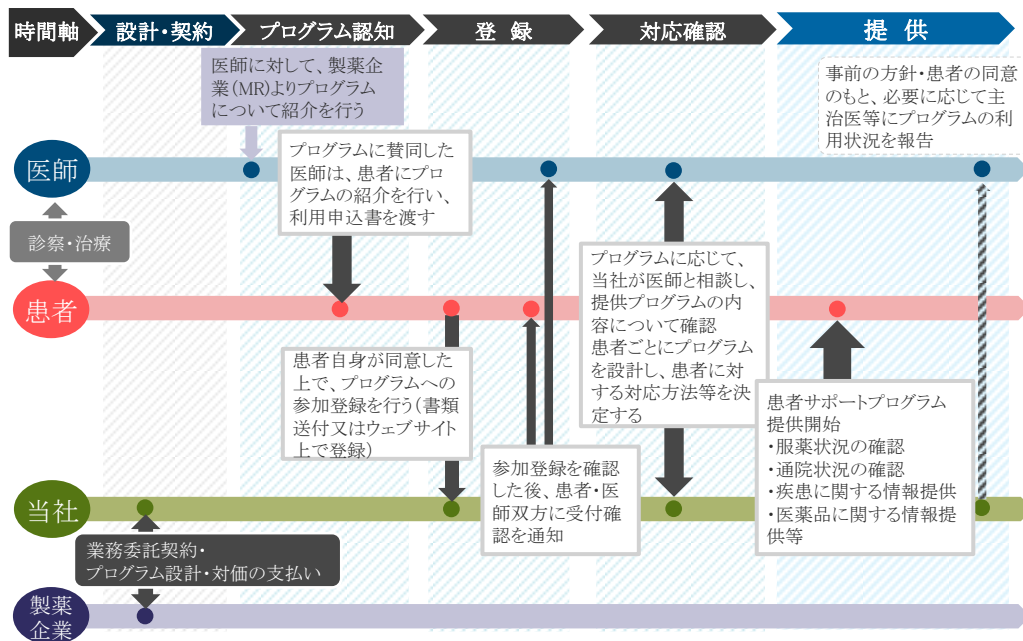 時間軸
設計・契約
プログラム認知
登 録
対応確認
提 供
医師に対して、製薬企
業(MR)よりプログラム
について紹介を行う
事前の方針・患者の同意
のもと、必要に応じて主
治医等にプログラムの利
用状況を報告
プログラムに賛同した
医師は、患者にプロ
グラムの紹介を行い、
利用申込書を渡す
医師
診察・治療
プログラムに応じて、
当社が医師と相談し、
提供プログラムの内
容について確認
患者ごとにプログラム
を設計し、患者に対
する対応方法等を決
定する
患者
患者自身が同意した
上で、プログラムへの
参加登録を行う(書類
送付又はウェブサイト
上で登録)
患者サポートプログラム
提供開始
・服薬状況の確認
・通院状況の確認
・疾患に関する情報提供
・医薬品に関する情報提
供等
参加登録を確認
した後、患者・医
師双方に受付確
認を通知
当社
業務委託契約・
プログラム設計・対価の支払い
製薬
企業